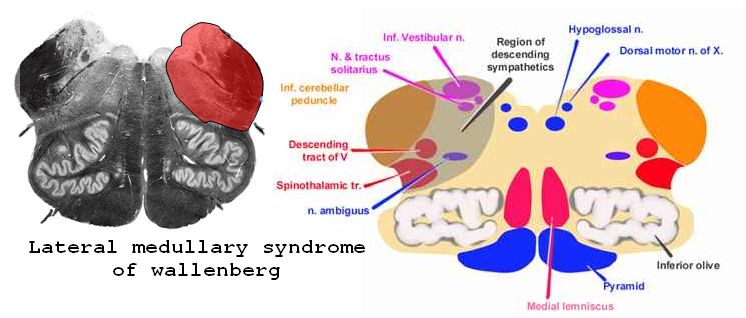 Hypoglossal n.
Inf. Vestibular n.
Region of
descending
sympathetics
Dorsal motor n. of X.
N. & tractus
solitarius
Inf. cerebellar
peduncle
Descending
tract of V
Spinothalamic tr.
n. ambiguus
Inferior olive
Pyramid
Medial lemniscus
Lateral medullary syndrome
of wallenberg